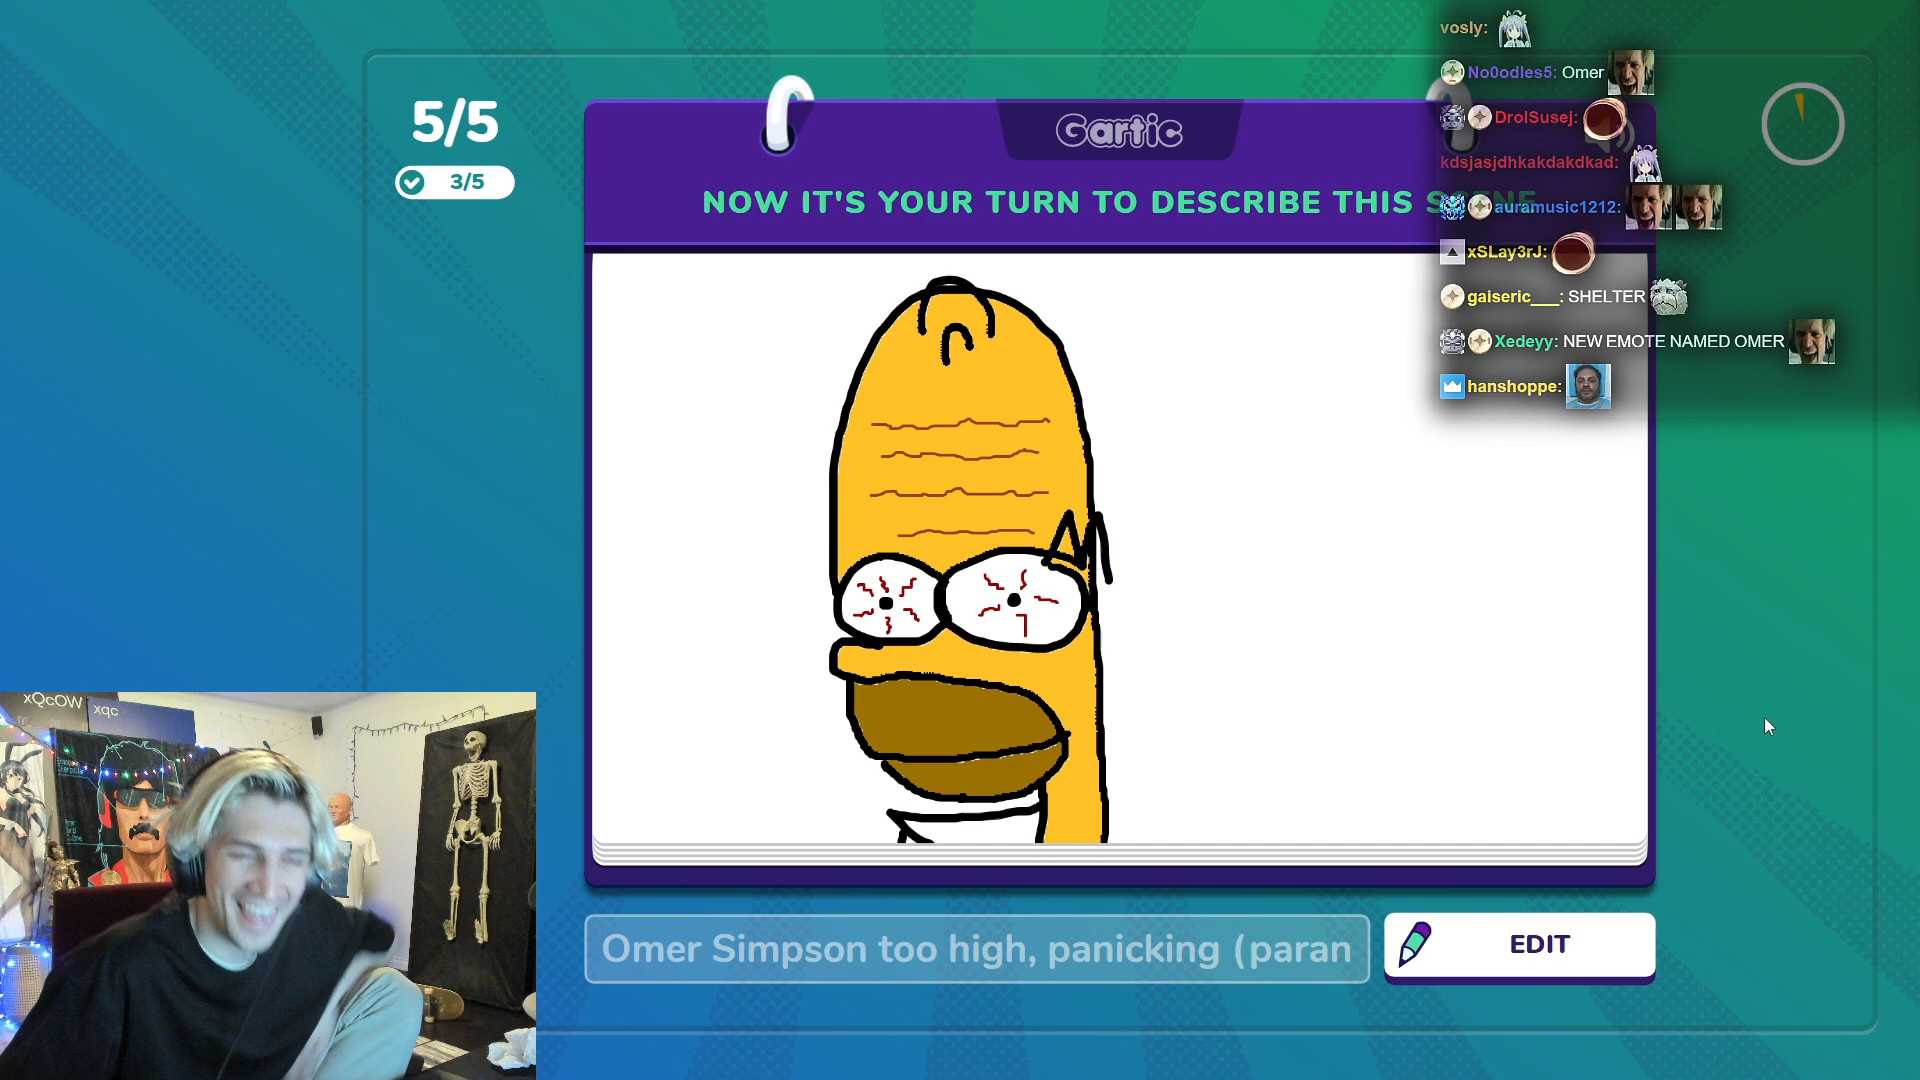 vosly:
No0odles5: Omer
5/5
Gartic
DrolSusej:
kdsjasjdhkakdakdkad:
3/5
NOW IT'S YOUR TURN TO DESCRIBE THIS SCENE
auramusic1212:
xSLay3rJ:
gaiseric___: SHELTER
Xedeyy: NEW EMOTE NAMED OMER
hanshoppe:
xQcOW
xqc
Omer Simpson too high, panicking (paran
EDIT